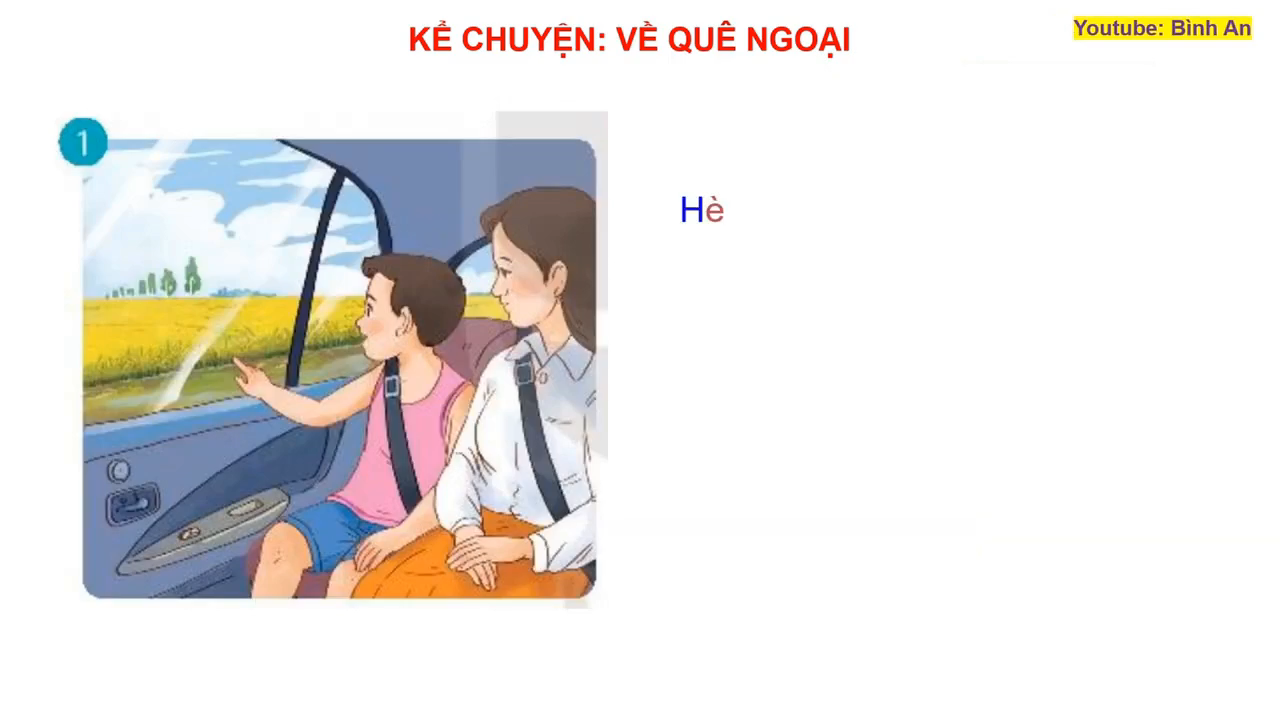 KỂ CHUYỆN: VỀ QUÊ NGOẠI
Youtube: Bình An
1
Hè